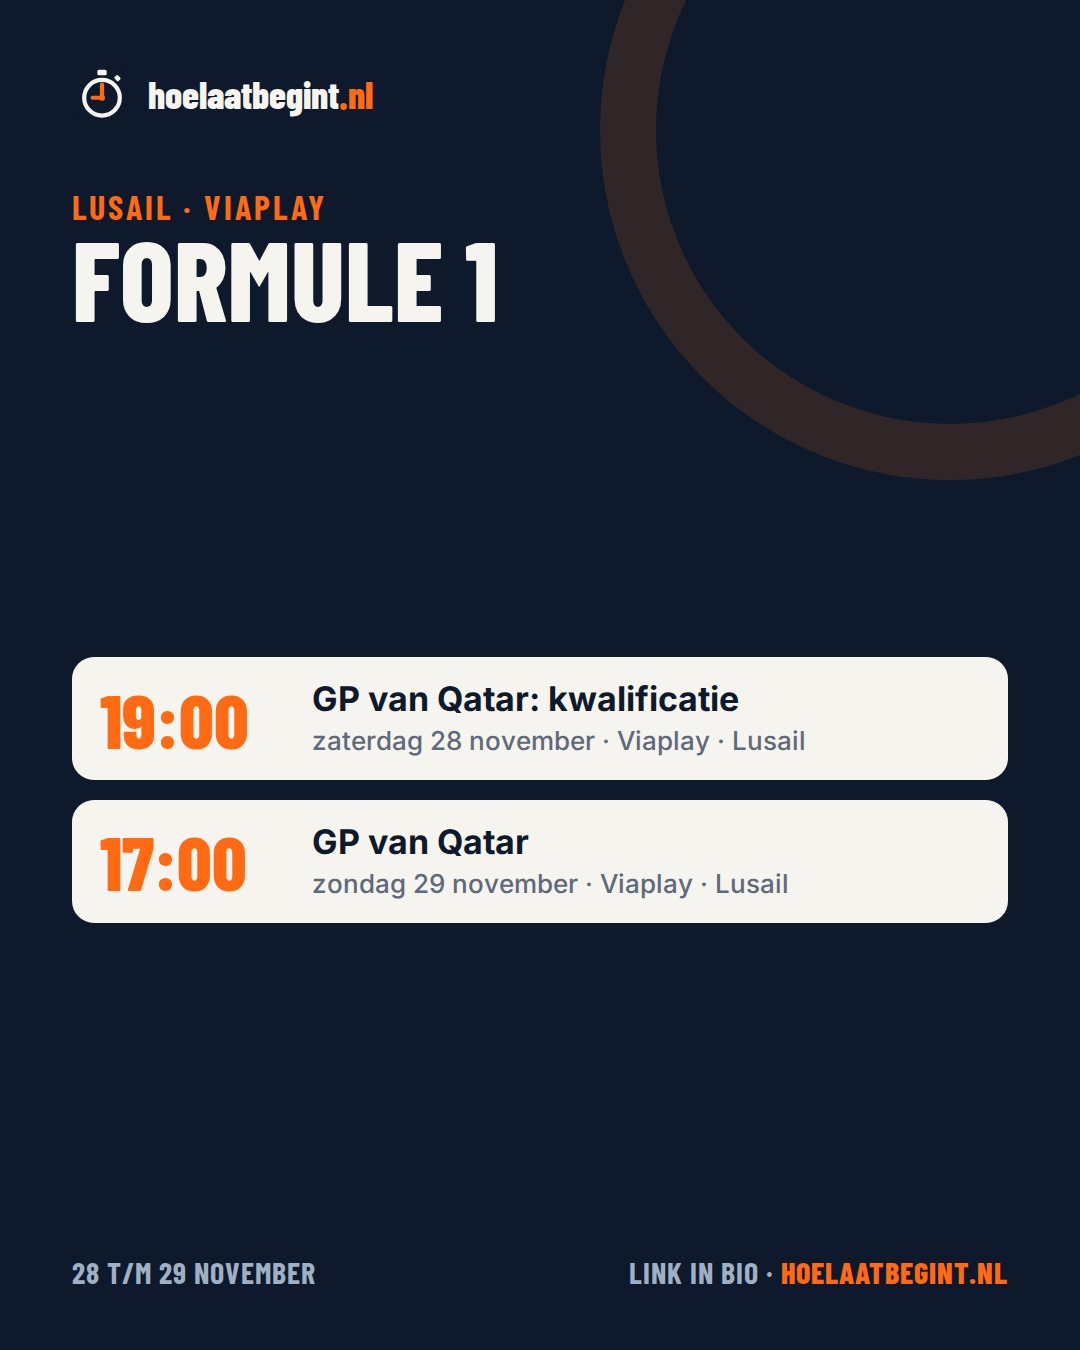 hoelaatbegint.nl
LUSAIL · VIAPLAY
FORMULE 1
19:00
GP van Qatar: kwalificatie
zaterdag 28 november · Viaplay · Lusail
17:00
GP van Qatar
zondag 29 november · Viaplay · Lusail
28 T/M 29 NOVEMBER
LINK IN BIO · HOELAATBEGINT.NL